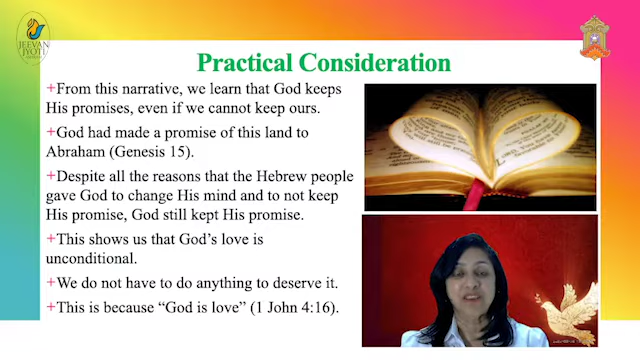 JEEVAN
JYOTI
Practical Consideration
+From this narrative, we learn that God keeps
His promises, even if we cannot keep ours.
+God had made a promise of this land to
Abraham (Genesis 15).
+Despite all the reasons that the Hebrew people
gave God to change His mind and to not keep
His promise, God still kept His promise.
+This shows us that God’s love is
unconditional.
+We do not have to do anything to deserve it.
+This is because “God is love” (1 John 4:16).